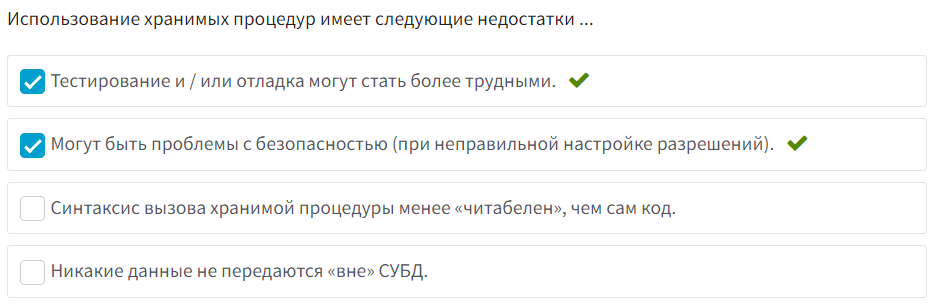 Использование хранимых процедур имеет следующие недостатки ...
Тестирование и / или отладка могут стать более трудными.
Могут быть проблемы с безопасностью (при неправильной настройке разрешений).
Синтаксис вызова хранимой процедуры менее «читабелен», чем сам код.
Никакие данные не передаются «вне» СУБД.